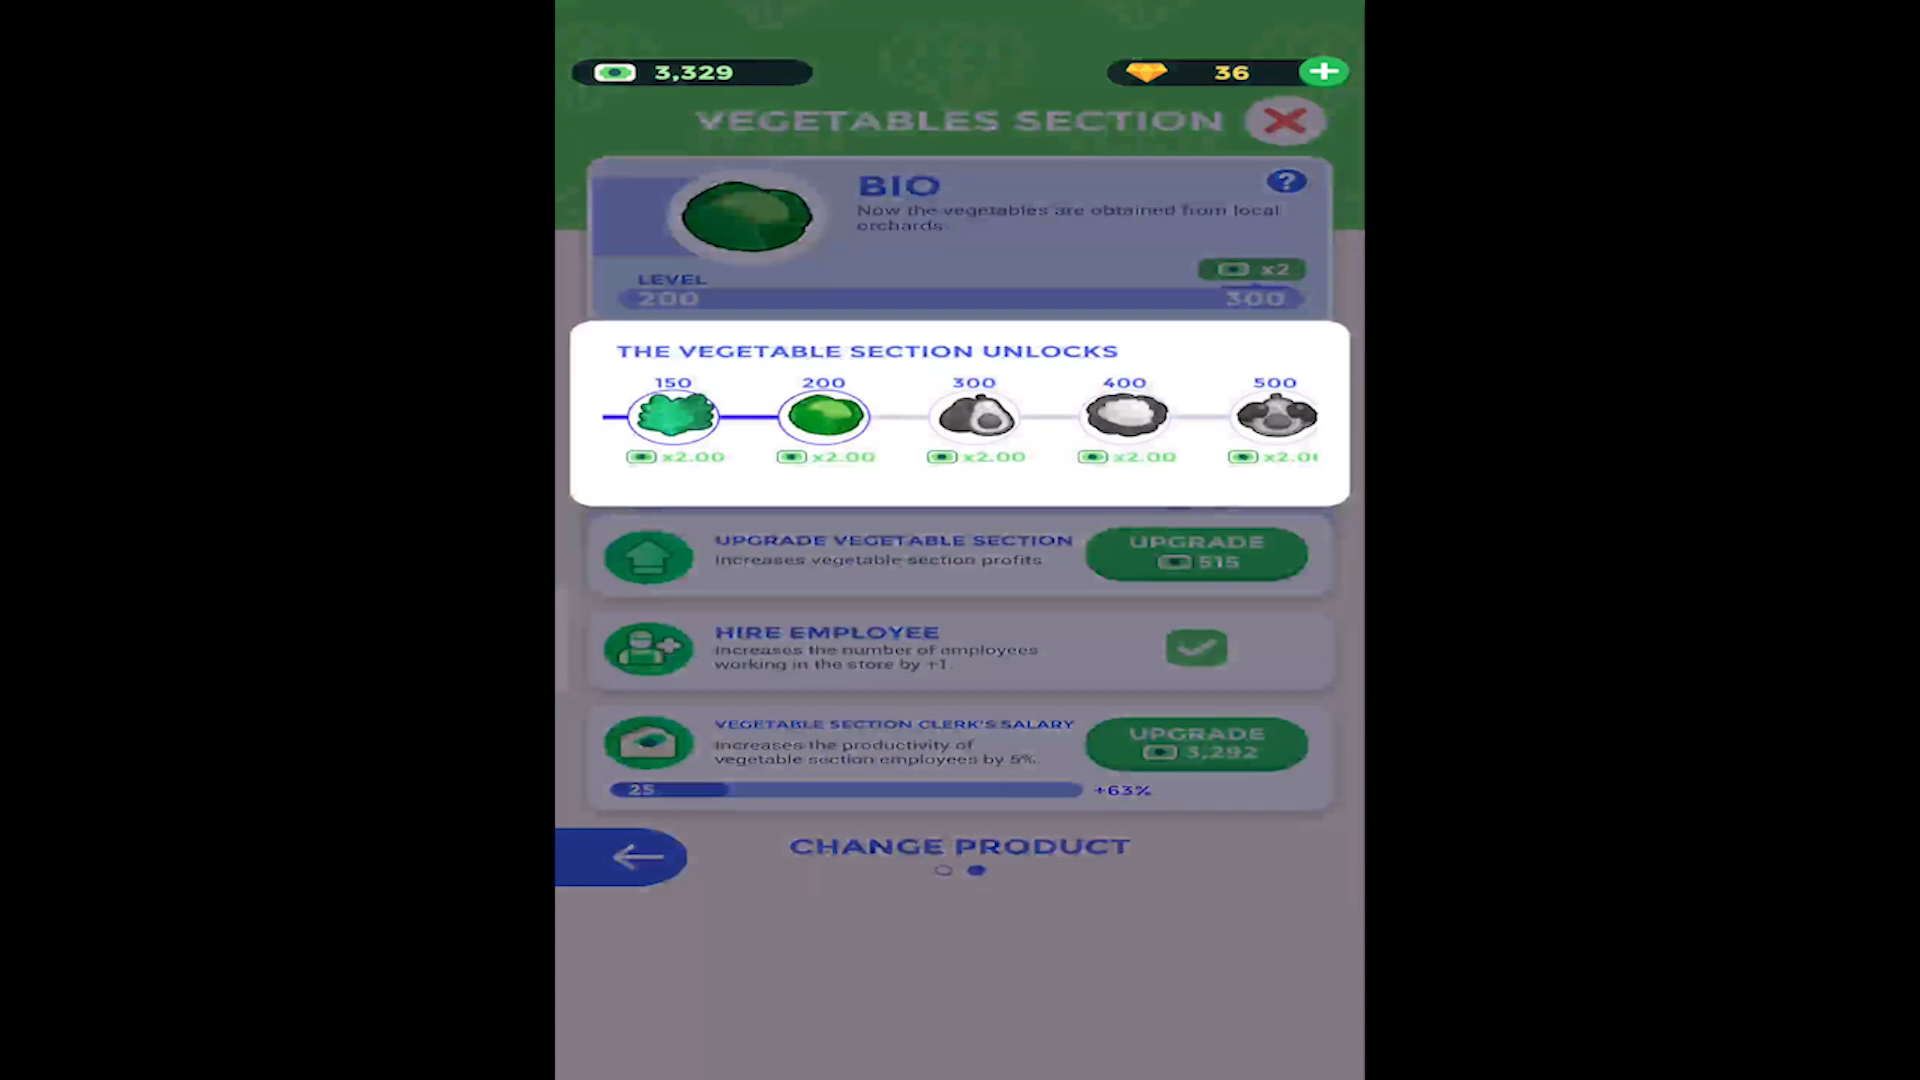 3,329
36
VEGETABLES SECTION
BIO
?
Now the vegetables are obtained from local
orchards.
x2
LEVEL
200
300
THE VEGETABLE SECTION UNLOCKS
150 200 300 400 500
x2.00 x2.00 x2.00 x2.00 x2.0
UPGRADE VEGETABLE SECTION
Increases vegetable section profits.
UPGRADE
515
HIRE EMPLOYEE
Increases the number of employees
working in the store by +1.
VEGETABLE SECTION CLERK'S SALARY
Increases the productivity of
vegetable section employees by 5%.
UPGRADE
3,292
25
+63%
CHANGE PRODUCT